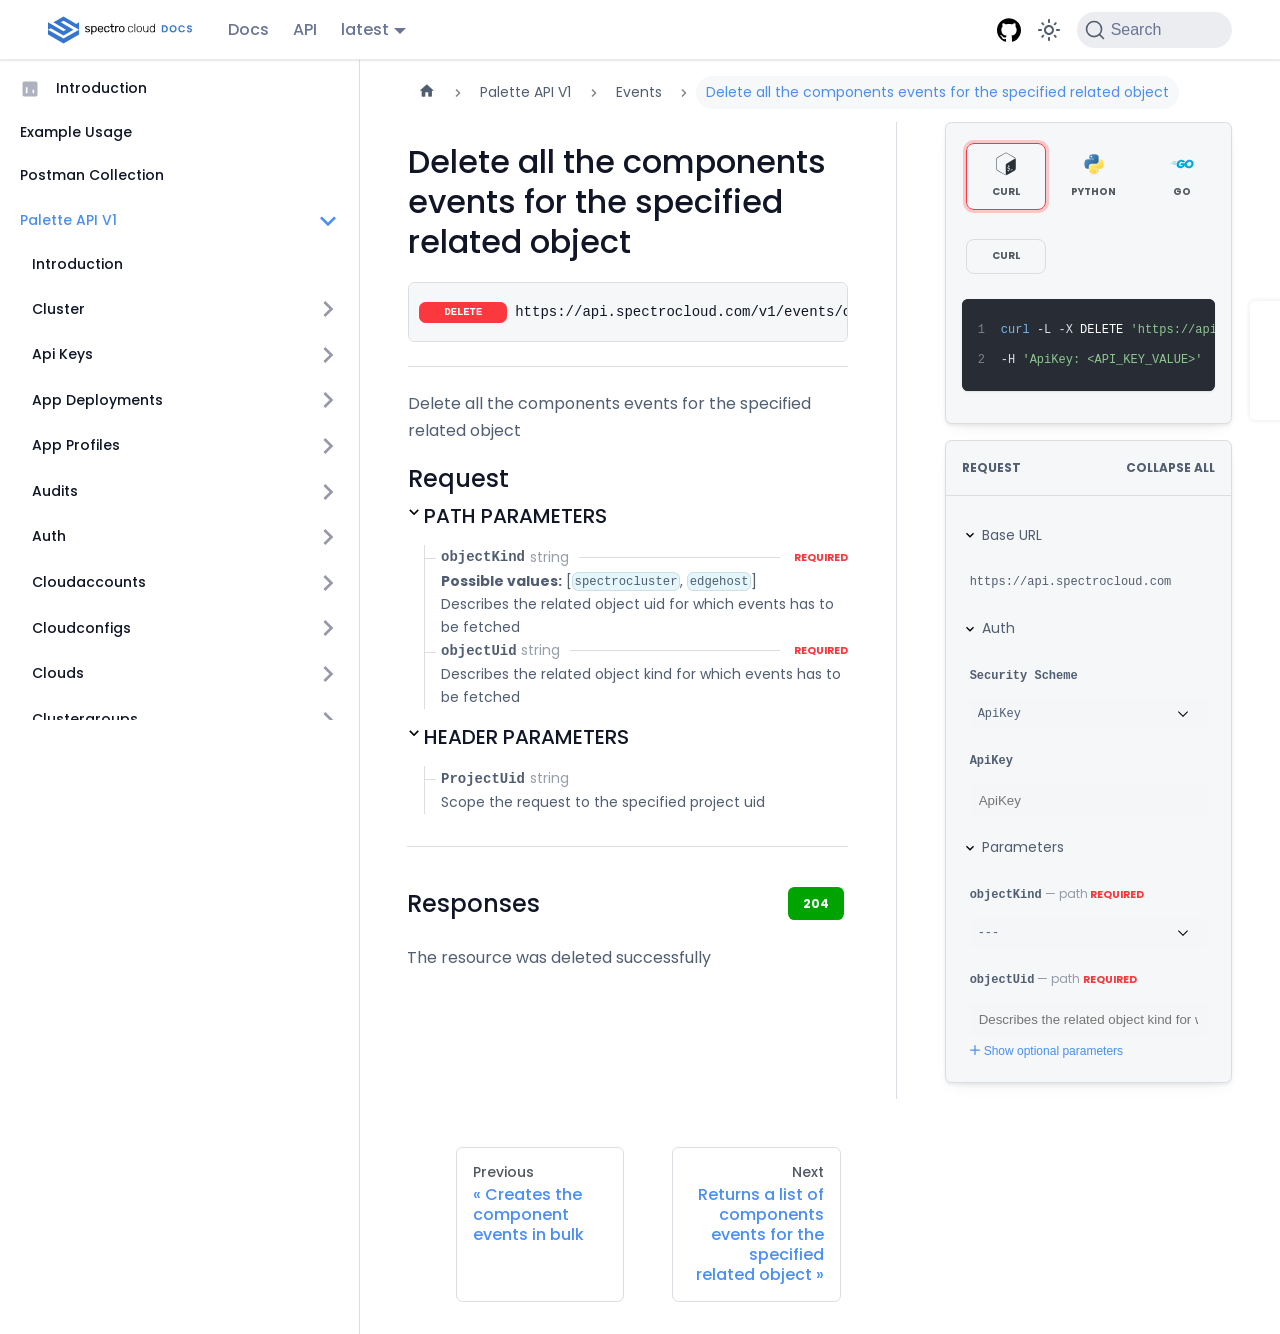 spectro cloud DOCS
Docs
API
latest
Search
Introduction
Example Usage
Postman Collection
Palette API V1
Introduction
Cluster
Api Keys
App Deployments
App Profiles
Audits
Auth
Cloudaccounts
Cloudconfigs
Clouds
Clustergroups
Palette API V1
Events
Delete all the components events for the specified related object
Delete all the components
events for the specified
related object
DELETE https://api.spectrocloud.com/v1/events/c
Delete all the components events for the specified
related object
Request
PATH PARAMETERS
objectKind string REQUIRED
Possible values: [spectrocluster, edgehost]
Describes the related object uid for which events has to
be fetched
objectUid string REQUIRED
Describes the related object kind for which events has to
be fetched
HEADER PARAMETERS
ProjectUid string
Scope the request to the specified project uid
Responses
204
The resource was deleted successfully
CURL
PYTHON
GO
CURL
1 curl -L -X DELETE 'https://api
2 -H 'ApiKey: <API_KEY_VALUE>'
REQUEST
COLLAPSE ALL
Base URL
https://api.spectrocloud.com
Auth
Security Scheme
ApiKey
ApiKey
ApiKey
Parameters
objectKind — path REQUIRED
---
objectUid — path REQUIRED
Describes the related object kind for v
Show optional parameters
Previous
« Creates the
component
events in bulk
Next
Returns a list of
components
events for the
specified
related object »